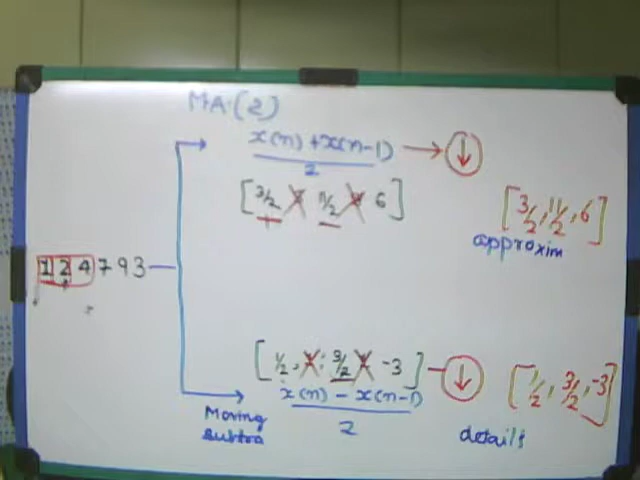 MA(2)
x(n) + x(n-1)
2
↓
[3/2 11/2 6]
[3/2, 11/2, 6]
approxim
1 2 4 7 9 3
[1/2, 3/2 -3]
↓
[1/2, 3/2, -3]
x(n) - x(n-1)
2
Moving
subtra
details